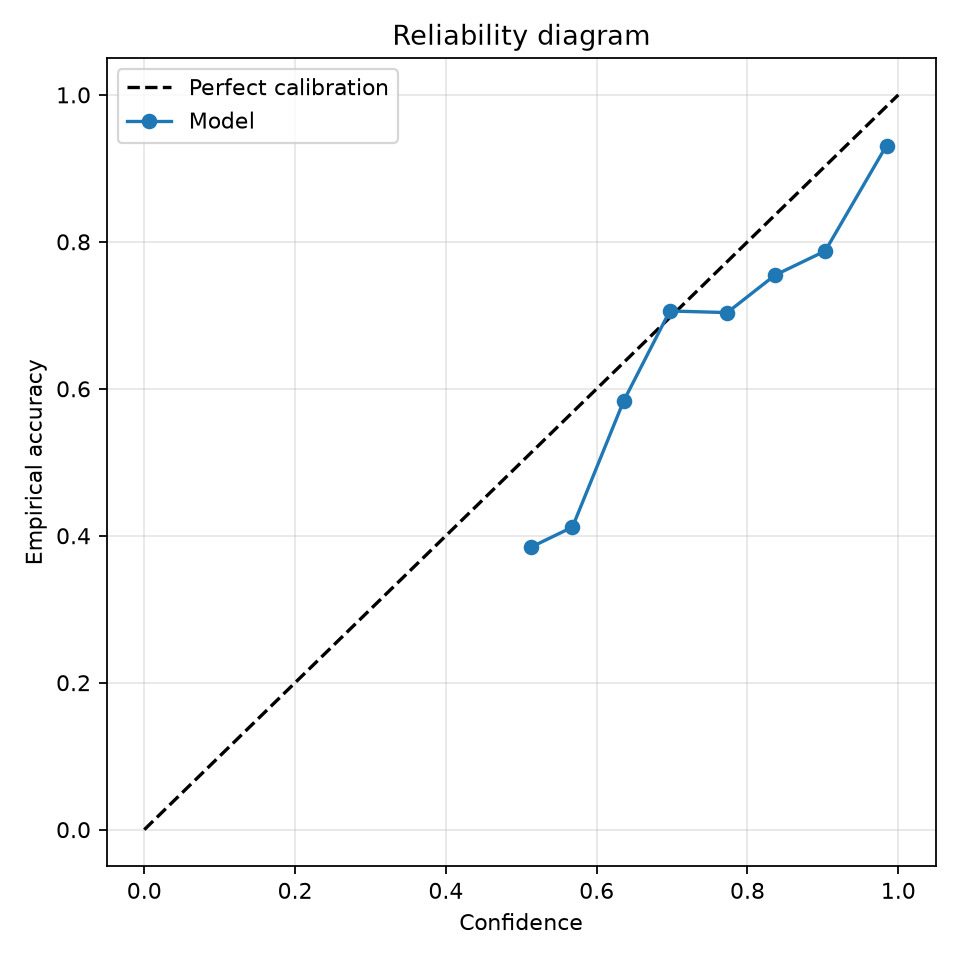 Reliability diagram
Perfect calibration
Model
1.0
0.8
0.6
0.4
0.2
0.0
Empirical accuracy
0.0 0.2 0.4 0.6 0.8 1.0
Confidence